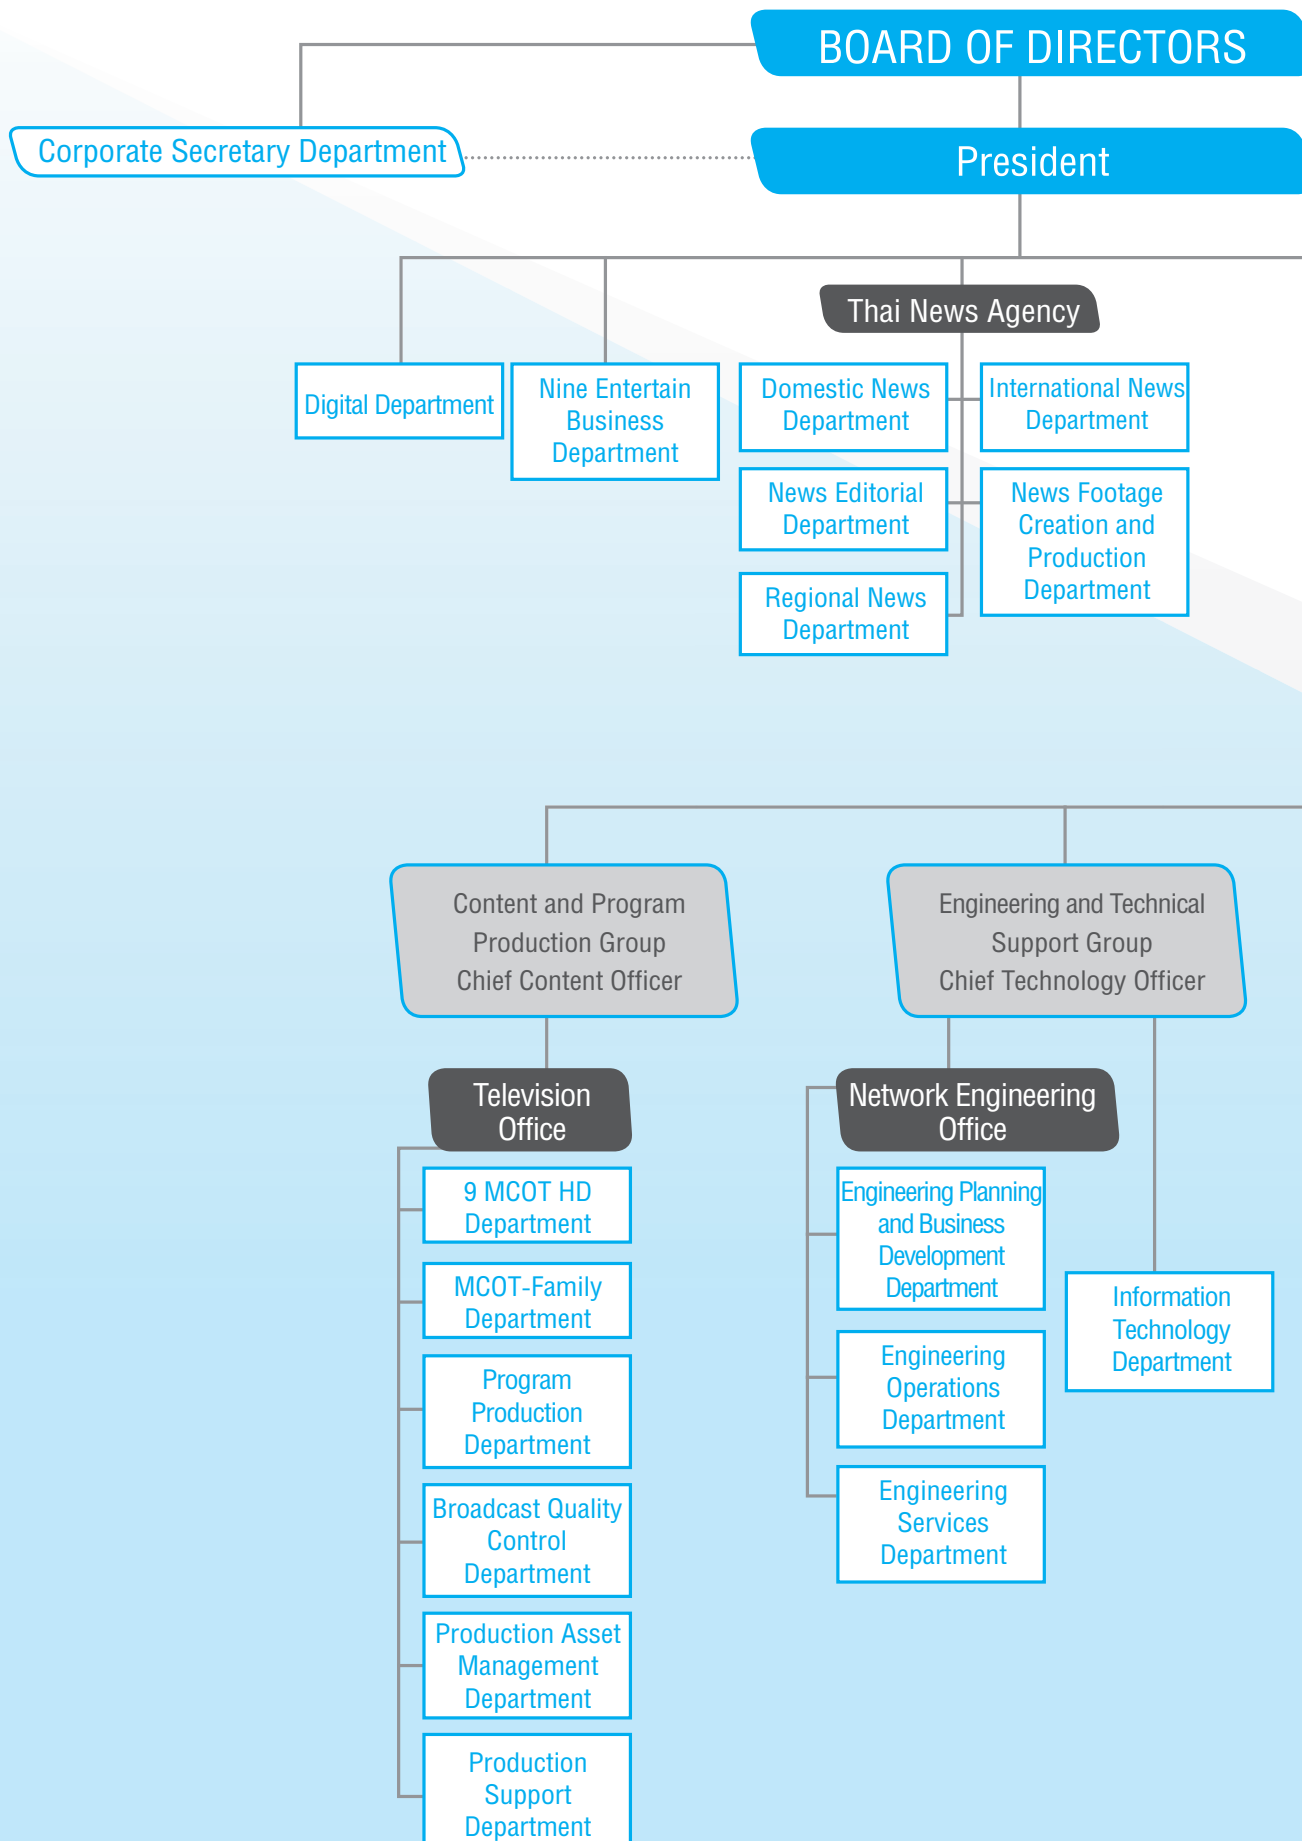 BOARD OF DIRECTORS
Corporate Secretary Department
President
Thai News Agency
Digital Department
Nine Entertain
Business
Department
Domestic News
Department
International News
Department
News Editorial
Department
News Footage
Creation and
Production
Department
Regional News
Department
Content and Program
Production Group
Chief Content Officer
Engineering and Technical
Support Group
Chief Technology Officer
Television
Office
9 MCOT HD
Department
MCOT-Family
Department
Program
Production
Department
Broadcast Quality
Control
Department
Production Asset
Management
Department
Production
Support
Department
Network Engineering
Office
Engineering Planning
and Business
Development
Department
Engineering
Operations
Department
Engineering
Services
Department
Information
Technology
Department